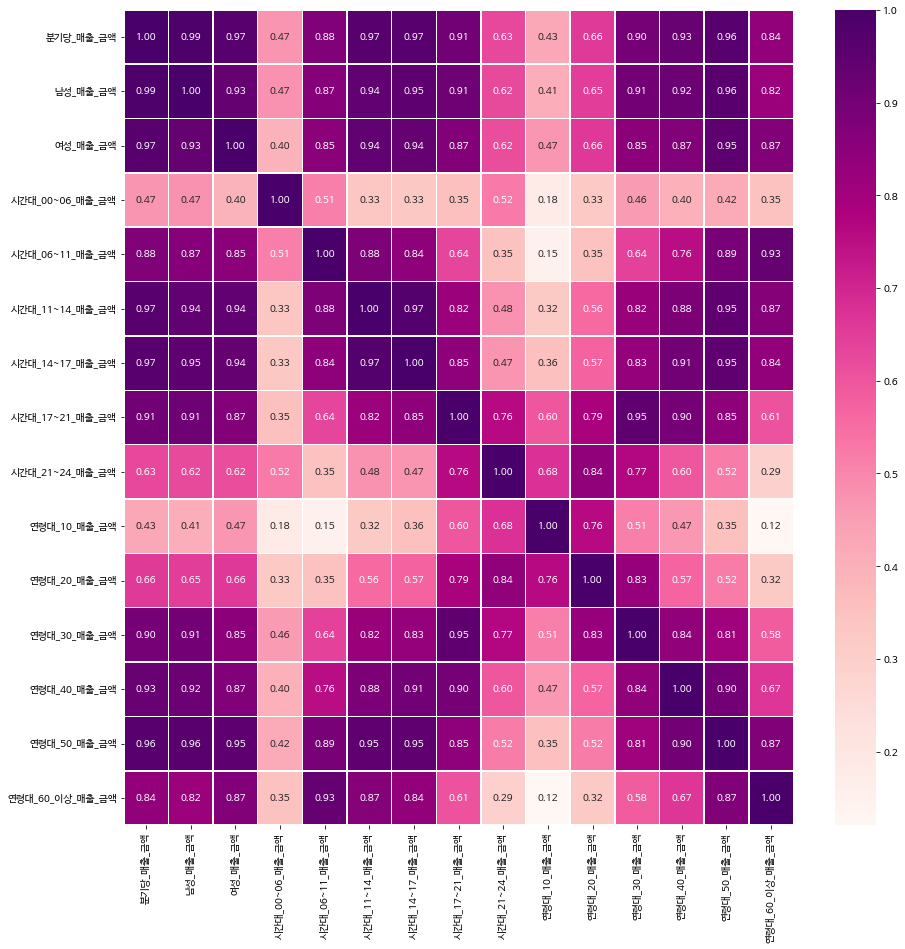 분기당_매출_금액 1.00 0.99 0.97 0.47 0.88 0.97 0.97 0.91 0.63 0.43 0.66 0.90 0.93 0.96 0.84
남성_매출_금액 0.99 1.00 0.93 0.47 0.87 0.94 0.95 0.91 0.62 0.41 0.65 0.91 0.92 0.96 0.82
여성_매출_금액 0.97 0.93 1.00 0.40 0.85 0.94 0.94 0.87 0.62 0.47 0.66 0.85 0.87 0.95 0.87
시간대_00~06_매출_금액 0.47 0.47 0.40 1.00 0.51 0.33 0.33 0.35 0.52 0.18 0.33 0.46 0.40 0.42 0.35
시간대_06~11_매출_금액 0.88 0.87 0.85 0.51 1.00 0.88 0.84 0.64 0.35 0.15 0.35 0.64 0.76 0.89 0.93
시간대_11~14_매출_금액 0.97 0.94 0.94 0.33 0.88 1.00 0.97 0.82 0.48 0.32 0.56 0.82 0.88 0.95 0.87
시간대_14~17_매출_금액 0.97 0.95 0.94 0.33 0.84 0.97 1.00 0.85 0.47 0.36 0.57 0.83 0.91 0.95 0.84
시간대_17~21_매출_금액 0.91 0.91 0.87 0.35 0.64 0.82 0.85 1.00 0.76 0.60 0.79 0.95 0.90 0.85 0.61
시간대_21~24_매출_금액 0.63 0.62 0.62 0.52 0.35 0.48 0.47 0.76 1.00 0.68 0.84 0.77 0.60 0.52 0.29
연령대_10_매출_금액 0.43 0.41 0.47 0.18 0.15 0.32 0.36 0.60 0.68 1.00 0.76 0.51 0.47 0.35 0.12
연령대_20_매출_금액 0.66 0.65 0.66 0.33 0.35 0.56 0.57 0.79 0.84 0.76 1.00 0.83 0.57 0.52 0.32
연령대_30_매출_금액 0.90 0.91 0.85 0.46 0.64 0.82 0.83 0.95 0.77 0.51 0.83 1.00 0.84 0.81 0.58
연령대_40_매출_금액 0.93 0.92 0.87 0.40 0.76 0.88 0.91 0.90 0.60 0.47 0.57 0.84 1.00 0.90 0.67
연령대_50_매출_금액 0.96 0.96 0.95 0.42 0.89 0.95 0.95 0.85 0.52 0.35 0.52 0.81 0.90 1.00 0.87
연령대_60_이상_매출_금액 0.84 0.82 0.87 0.35 0.93 0.87 0.84 0.61 0.29 0.12 0.32 0.58 0.67 0.87 1.00
분기당_매출_금액
남성_매출_금액
여성_매출_금액
시간대_00~06_매출_금액
시간대_06~11_매출_금액
시간대_11~14_매출_금액
시간대_14~17_매출_금액
시간대_17~21_매출_금액
시간대_21~24_매출_금액
연령대_10_매출_금액
연령대_20_매출_금액
연령대_30_매출_금액
연령대_40_매출_금액
연령대_50_매출_금액
연령대_60_이상_매출_금액
1.0
0.9
0.8
0.7
0.6
0.5
0.4
0.3
0.2